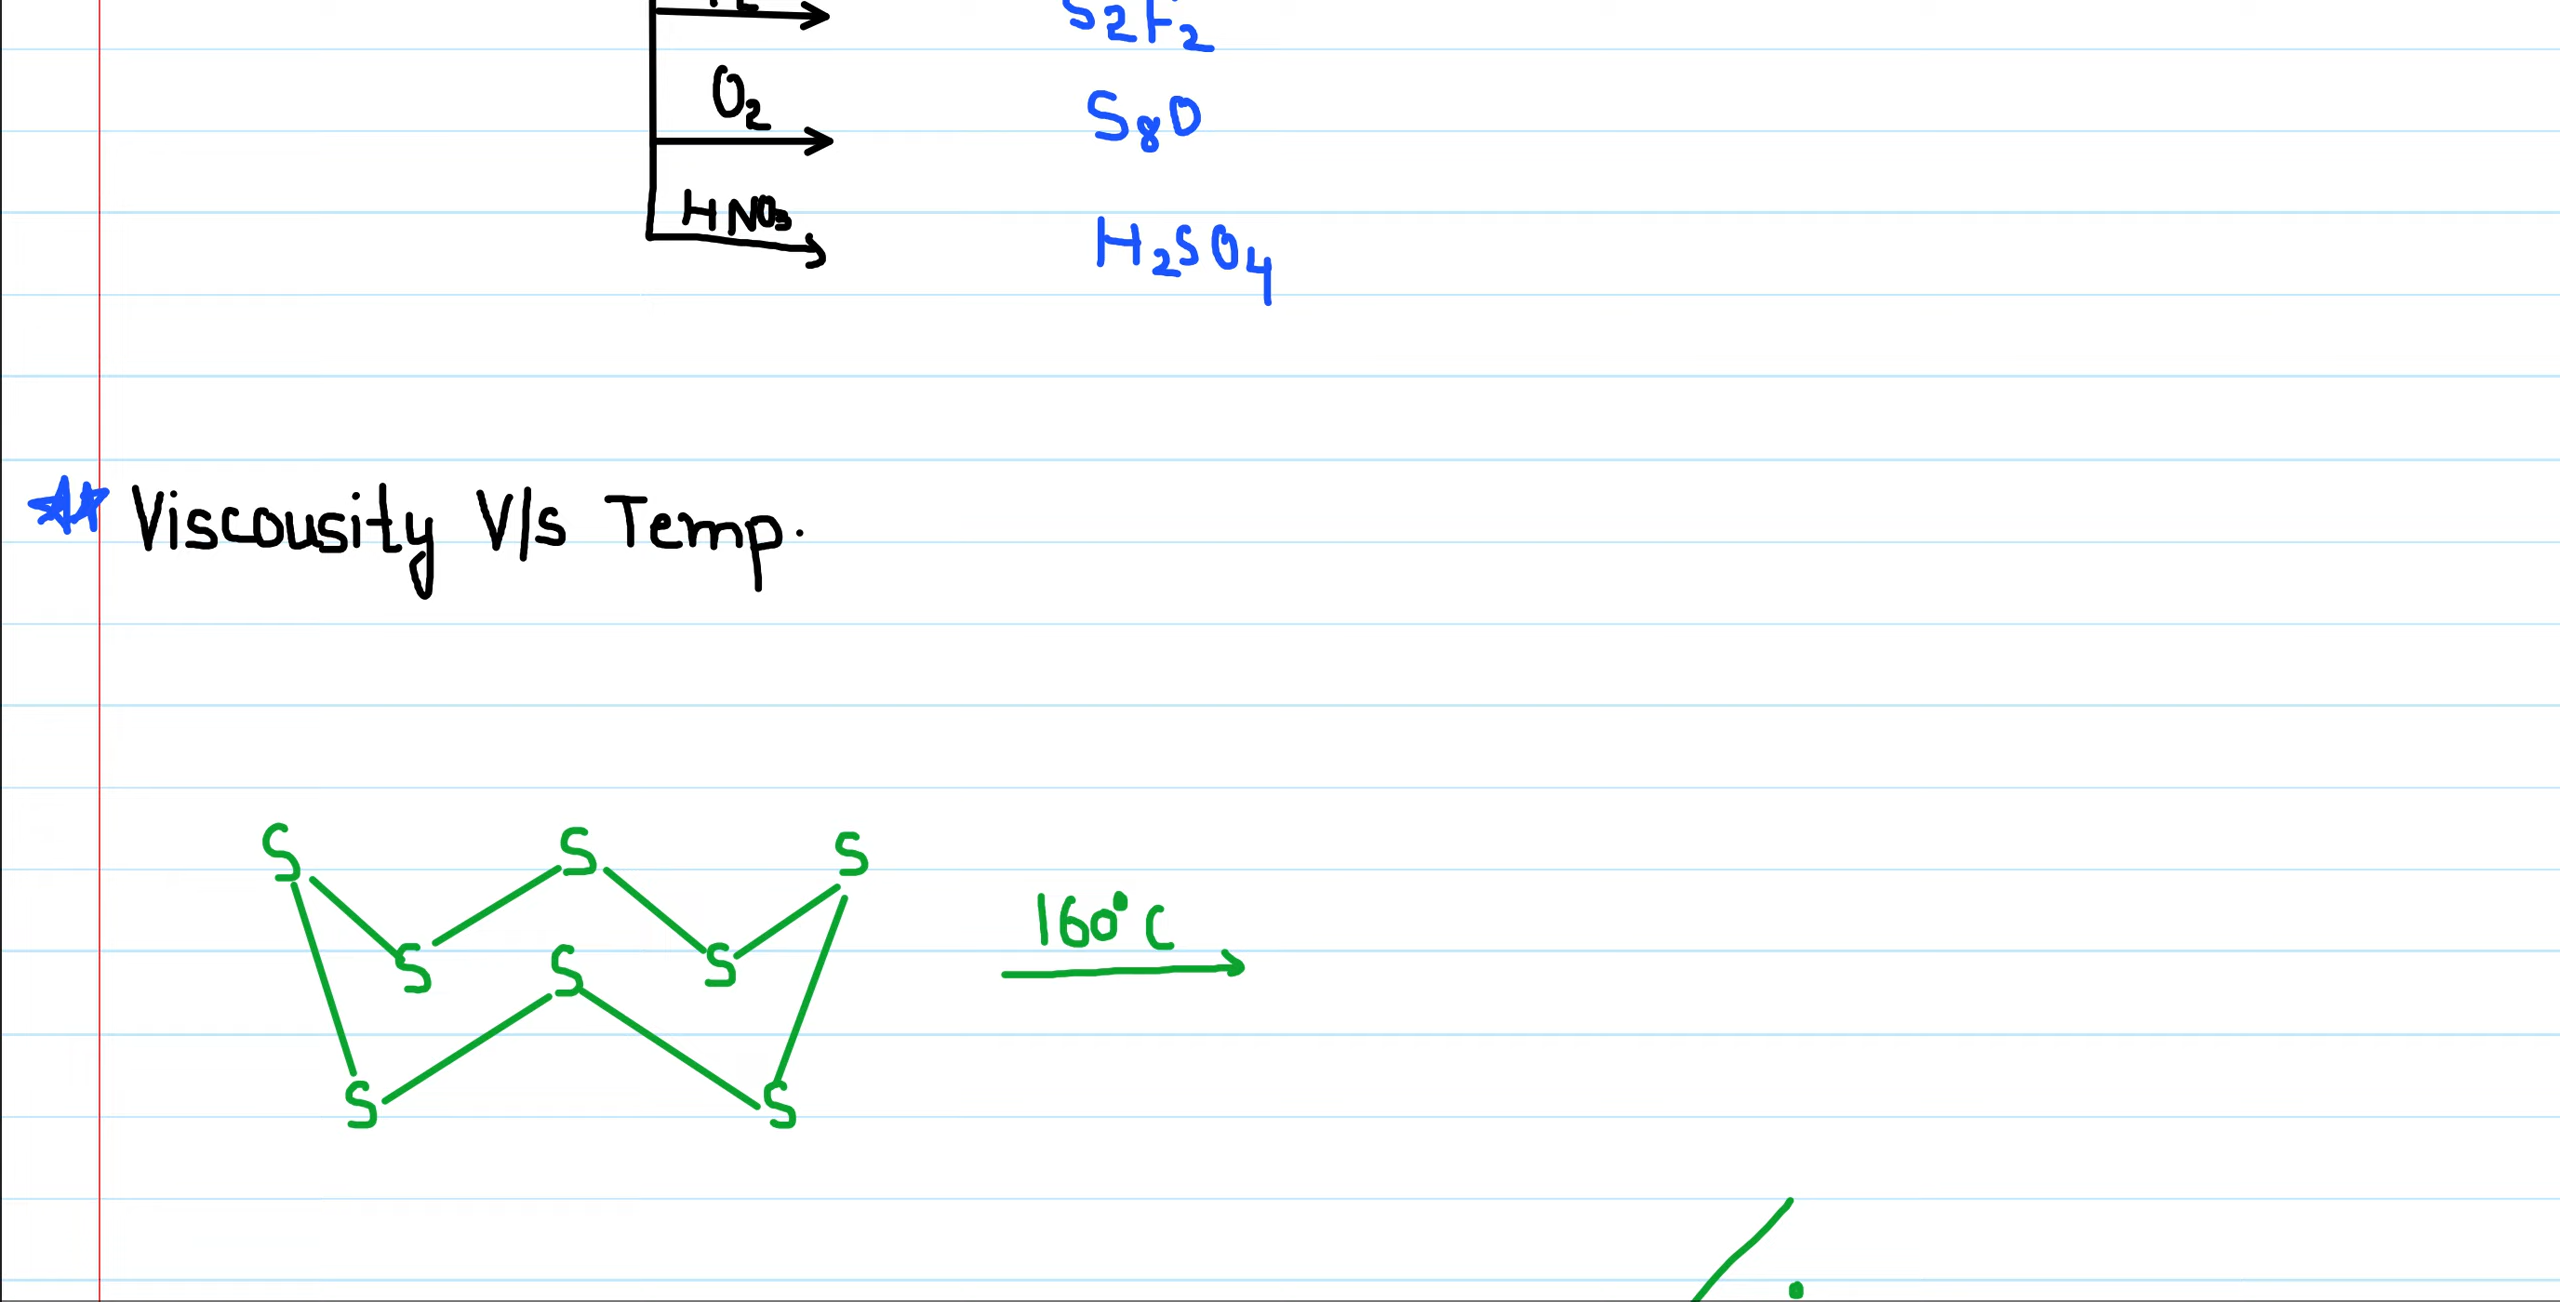 S₂F₂
O₂ S₈O
HNO₃ H₂SO₄
Viscousity V/s Temp.
S S S
160°C
S S S
S S